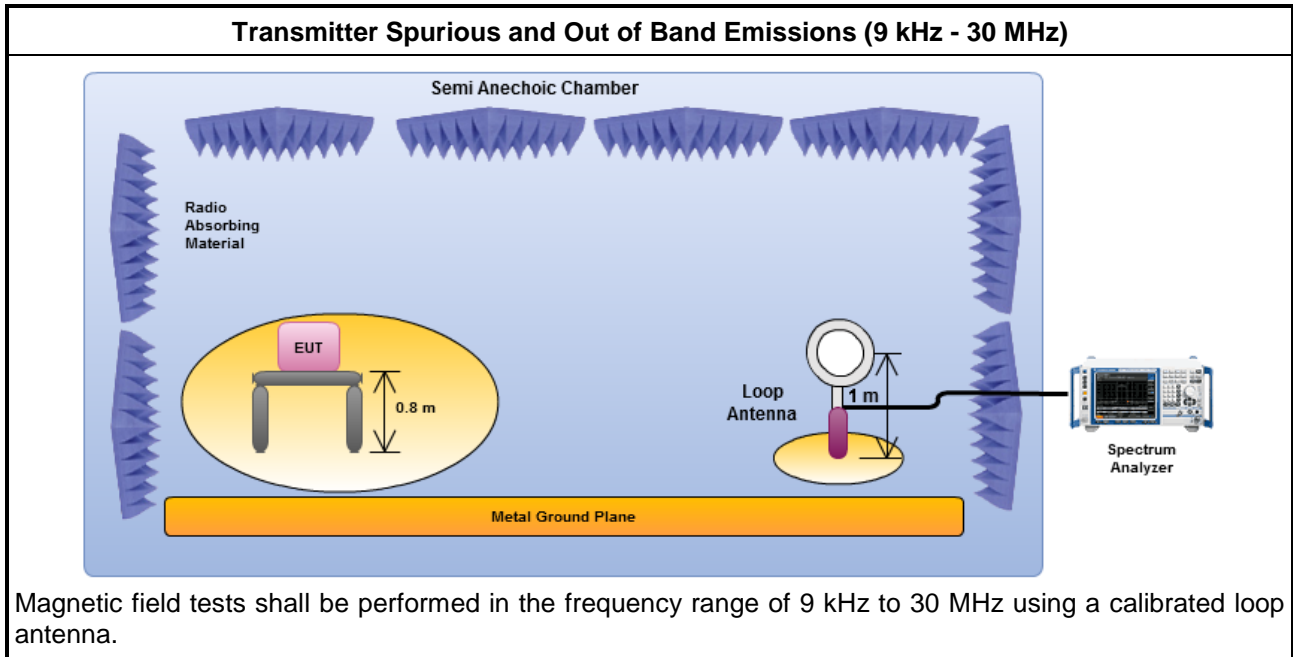 Transmitter Spurious and Out of Band Emissions (9 kHz - 30 MHz)
Semi Anechoic Chamber
Radio
Absorbing
Material
EUT
0.8 m
Loop
Antenna
1 m
Spectrum
Analyzer
Metal Ground Plane
Magnetic field tests shall be performed in the frequency range of 9 kHz to 30 MHz using a calibrated loop
antenna.